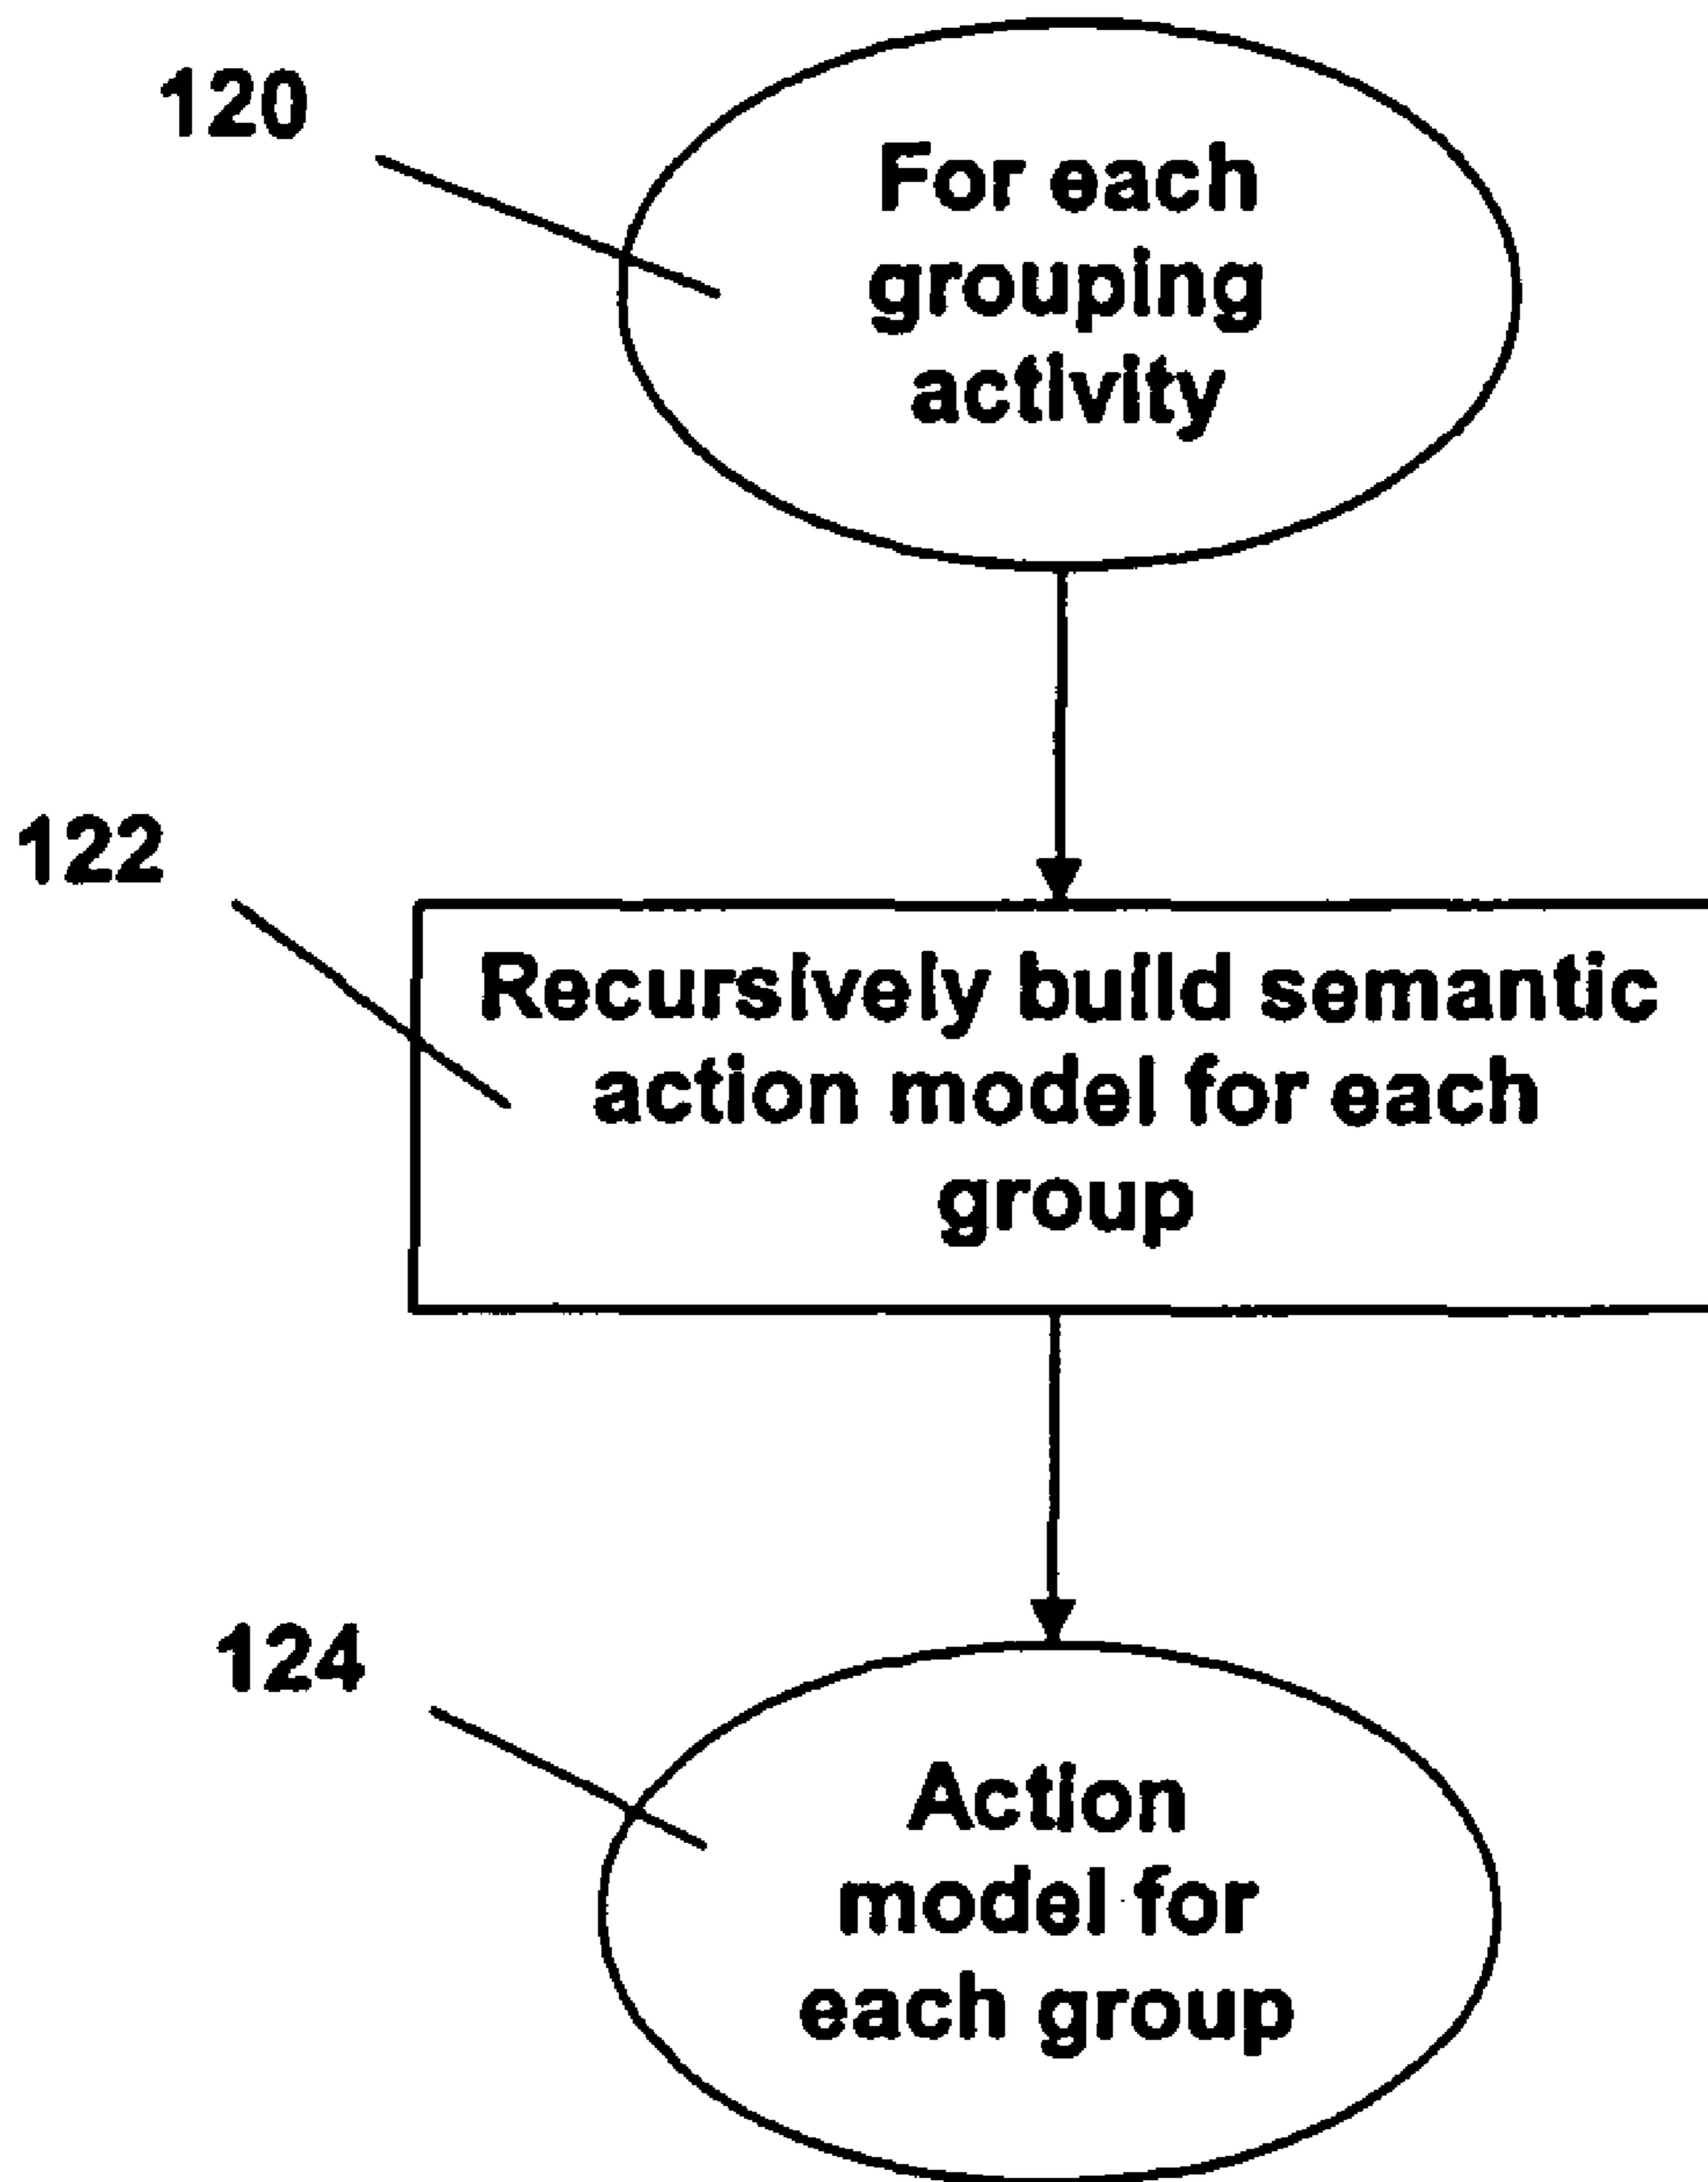 120
For each
grouping
activity
122
Recursively build semantic
action model for each
group
124
Action
model for
each group